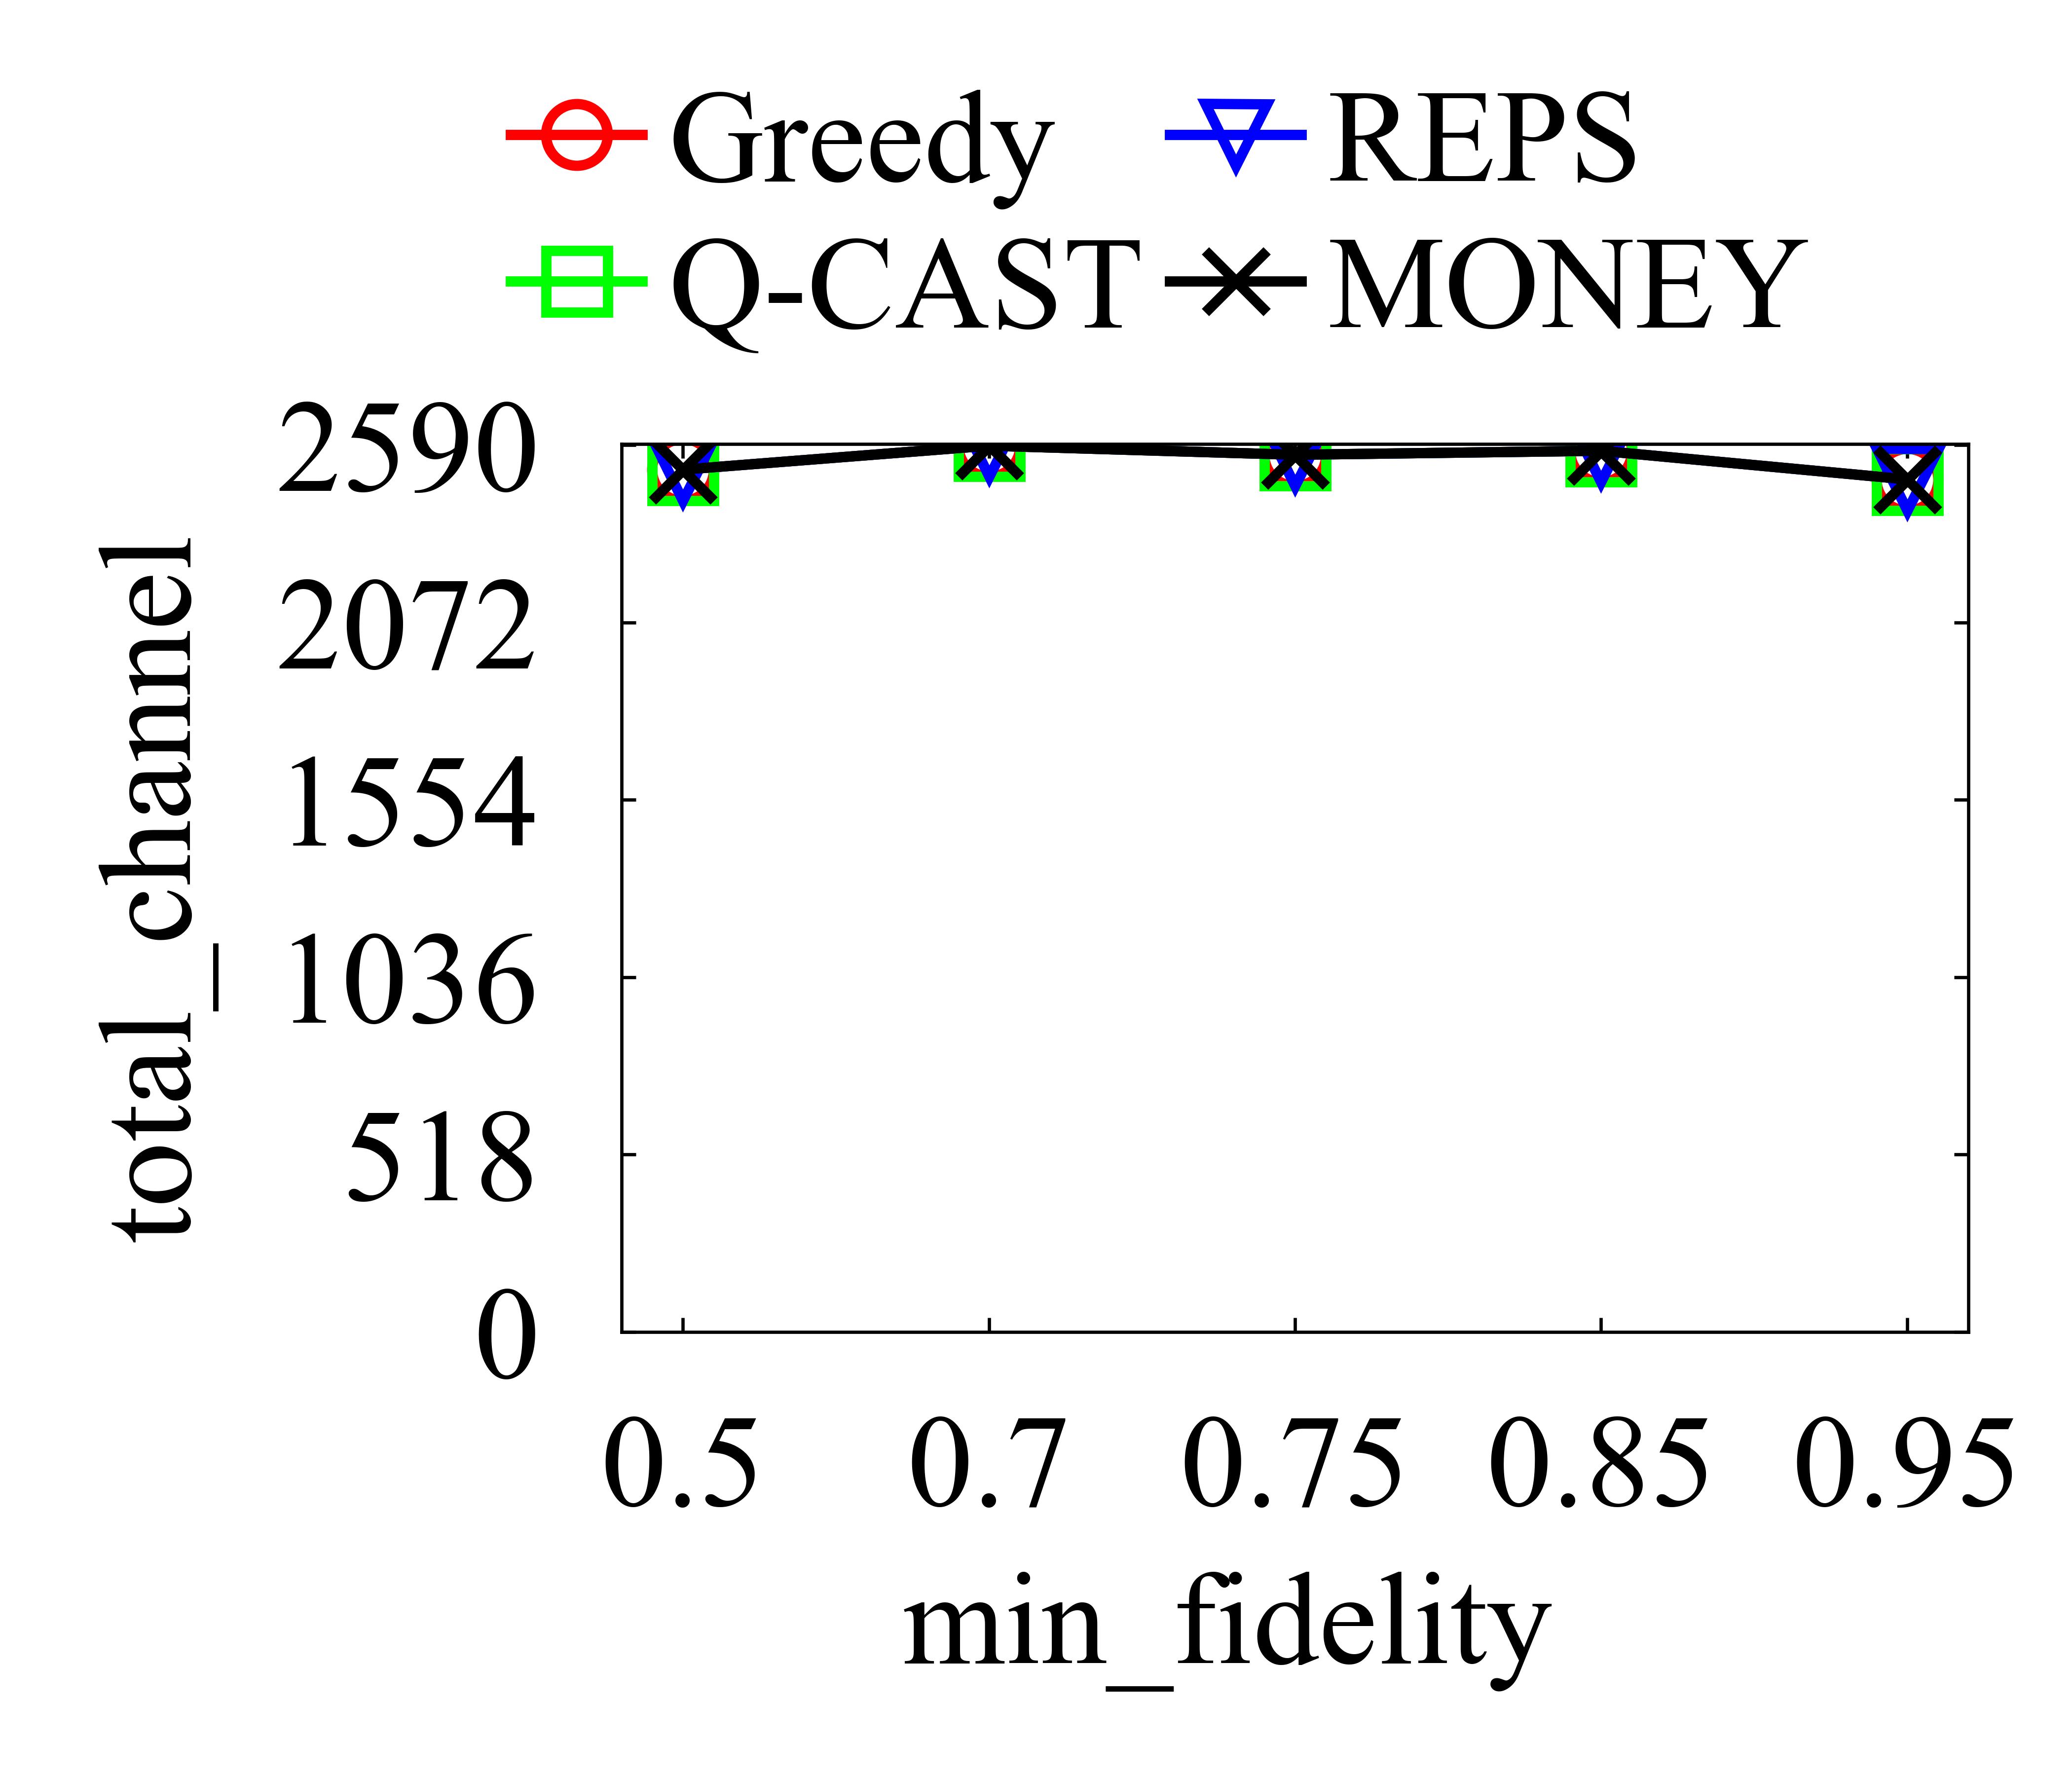 Greedy REPS
Q-CAST MONEY
2590
2072
1554
1036
518
0
total_channel
0.5 0.7 0.75 0.85 0.95
min_fidelity